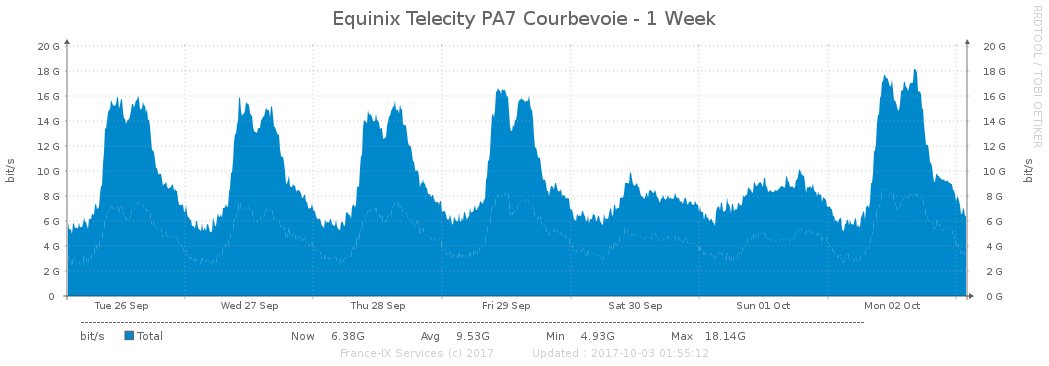 Equinix Telecity PA7 Courbevoie - 1 Week
RRDTOOL / TOBI OETIKER
20 G 20 G
18 G 18 G
16 G 16 G
14 G 14 G
12 G 12 G
10 G 10 G
8 G 8 G
6 G 6 G
4 G 4 G
2 G 2 G
0 0 G
bit/s
bit/s
Tue 26 Sep Wed 27 Sep Thu 28 Sep Fri 29 Sep Sat 30 Sep Sun 01 Oct Mon 02 Oct
bit/s Total Now 6.38G Avg 9.53G Min 4.93G Max 18.14G
France-IX Services (c) 2017 Updated : 2017-10-03 01:55:12